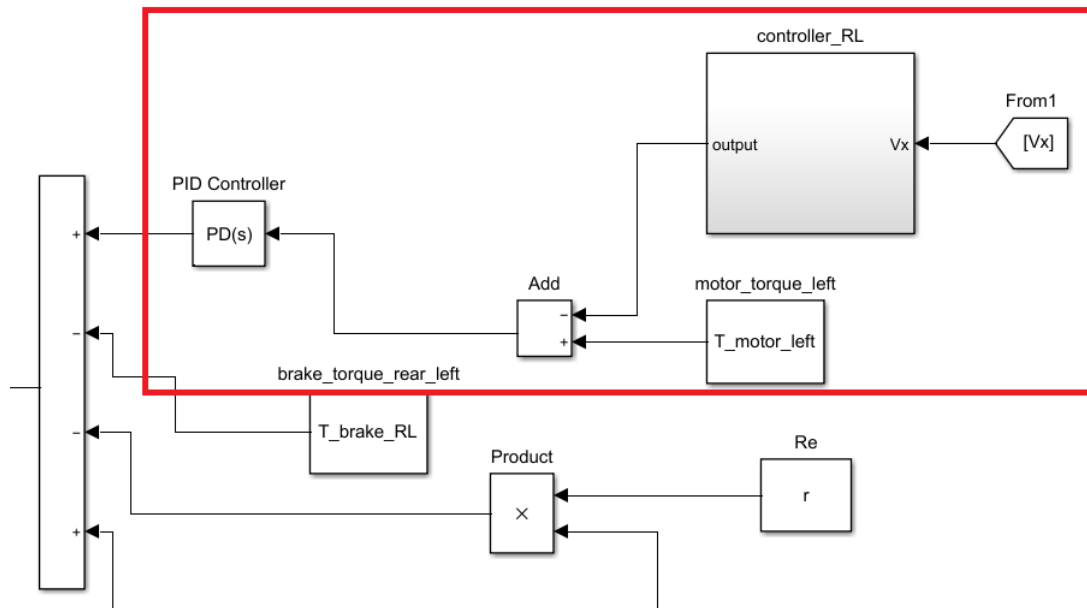 controller_RL
From1
output
Vx
[Vx]
PID Controller
+
PD(s)
Add
motor_torque_left
−
+
T_motor_left
−
brake_torque_rear_left
−
T_brake_RL
Product
Re
×
r
+